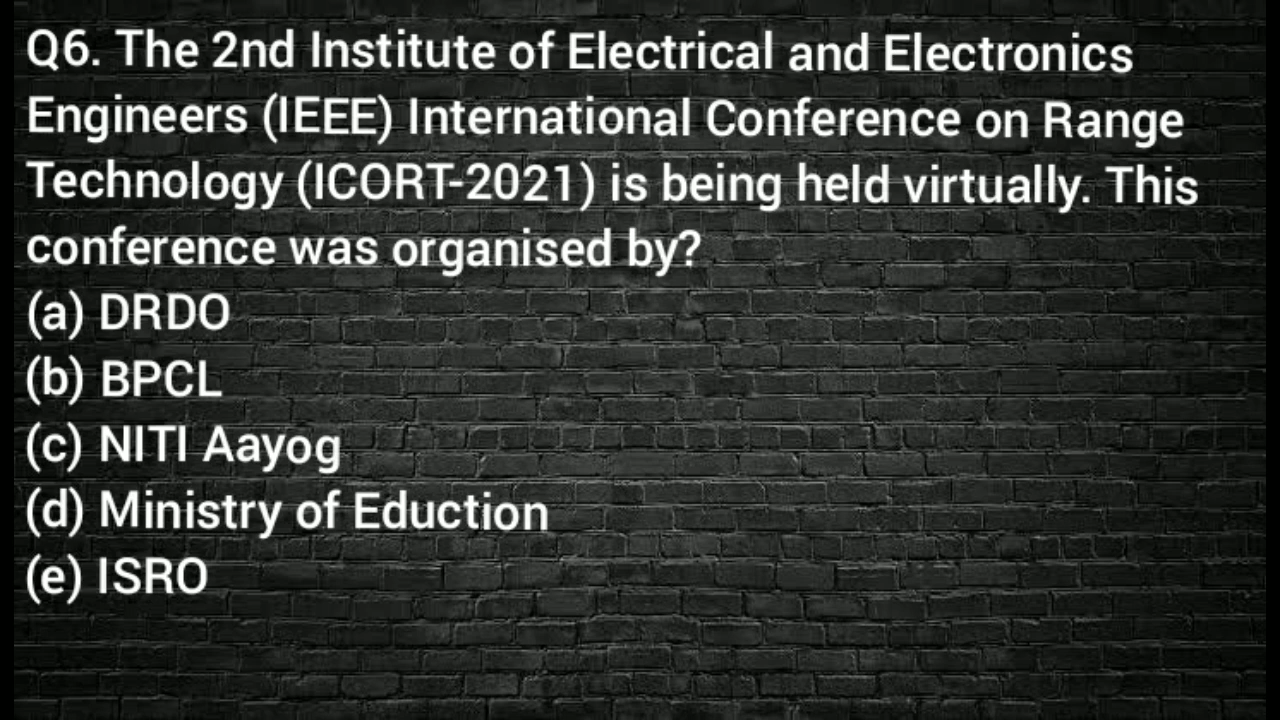 Q6. The 2nd Institute of Electrical and Electronics
Engineers (IEEE) International Conference on Range
Technology (ICORT-2021) is being held virtually. This
conference was organised by?
(a) DRDO
(b) BPCL
(c) NITI Aayog
(d) Ministry of Eduction
(e) ISRO